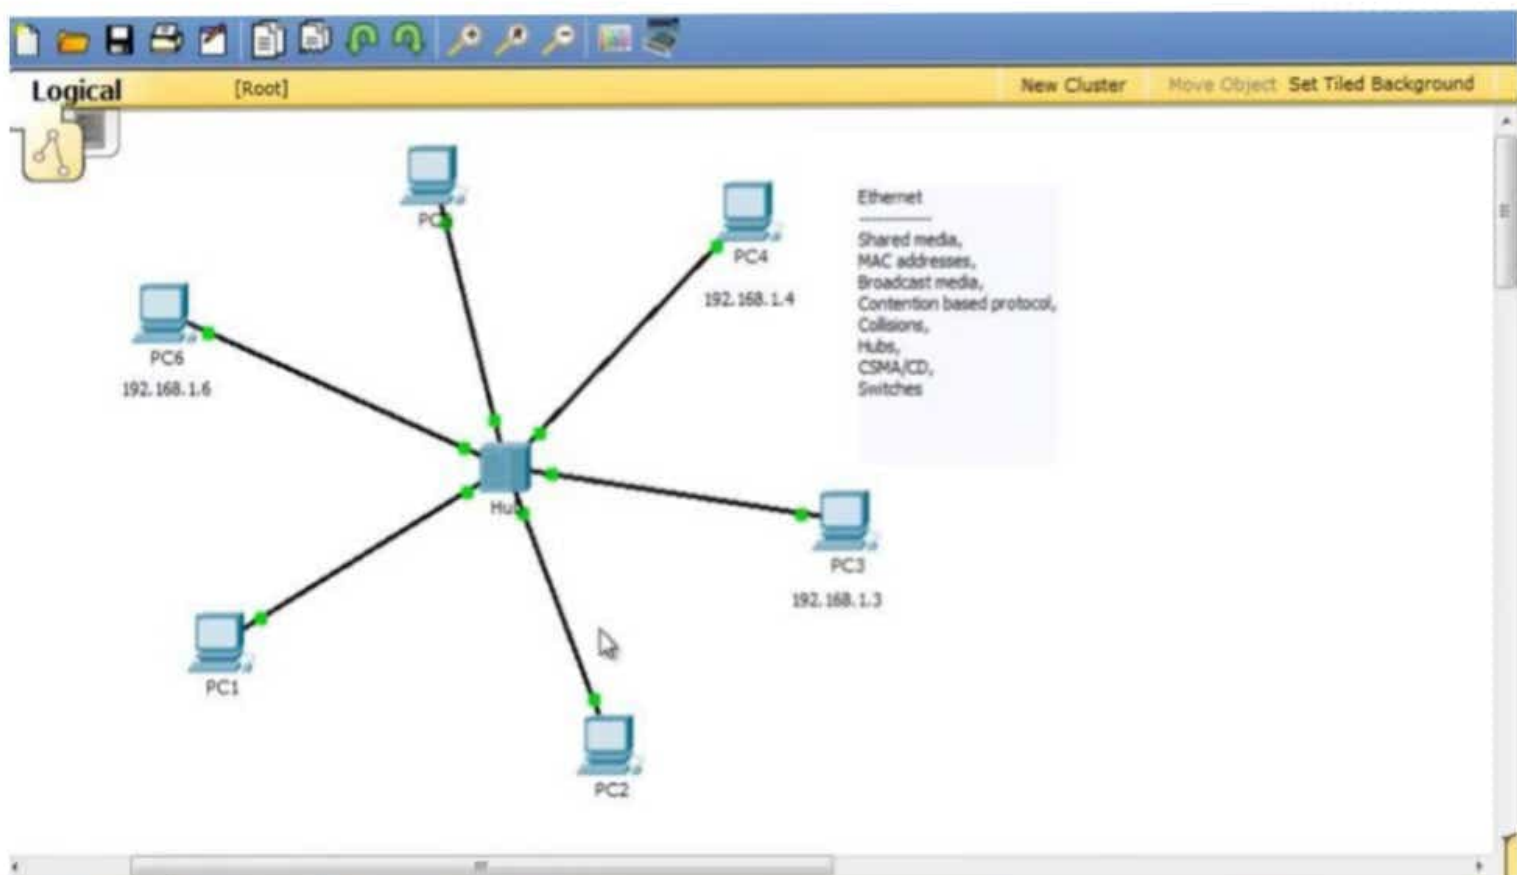 Logical
[Root]
New Cluster
Move Object
Set Tiled Background
PC4
192.168.1.4
Ethernet
Shared media,
MAC addresses,
Broadcast media,
Contention based protocol,
Collisions,
Hubs,
CSMA/CD,
Switches
PC6
192.168.1.6
PC3
192.168.1.3
PC1
PC2